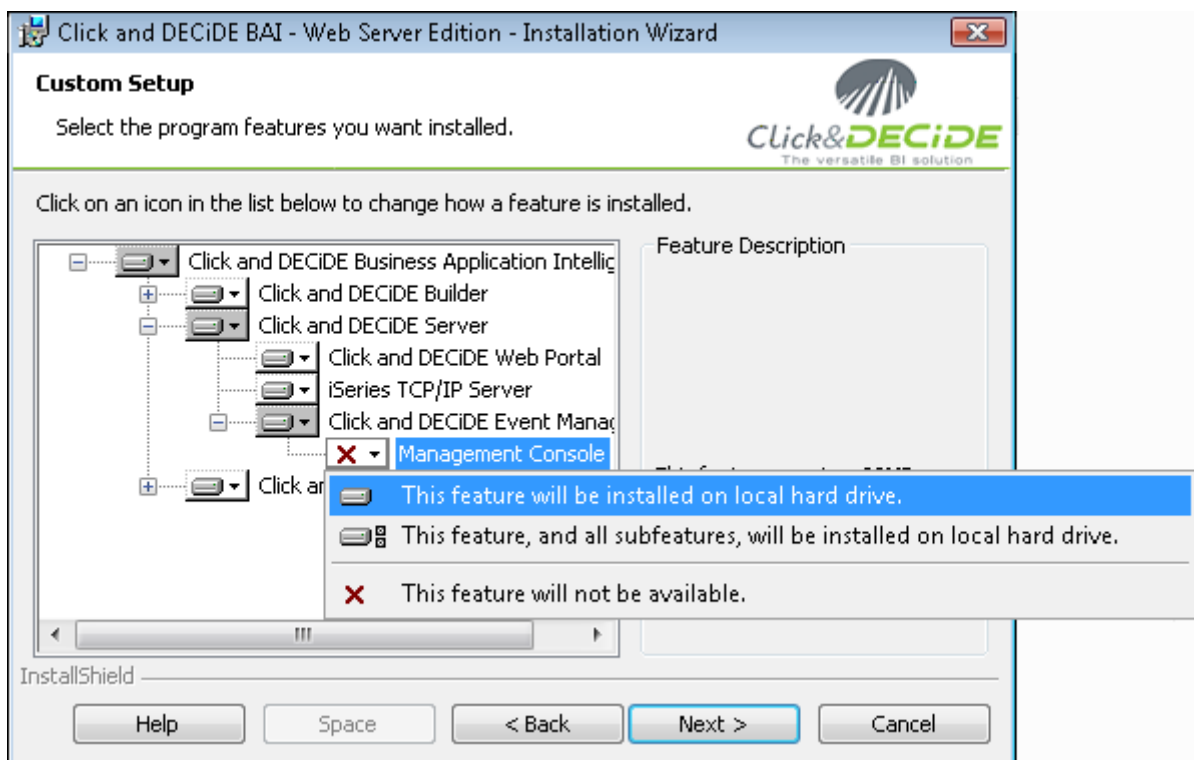 Click and DECiDE BAI - Web Server Edition - Installation Wizard
Custom Setup
Select the program features you want installed.
Click&DECiDE
The versatile BI solution
Click on an icon in the list below to change how a feature is installed.
Feature Description
Click and DECiDE Business Application Intellig
Click and DECiDE Builder
Click and DECiDE Server
Click and DECiDE Web Portal
iSeries TCP/IP Server
Click and DECiDE Event Manag
Management Console
Click ar
This feature will be installed on local hard drive.
This feature, and all subfeatures, will be installed on local hard drive.
This feature will not be available.
InstallShield
Help
Space
< Back
Next >
Cancel